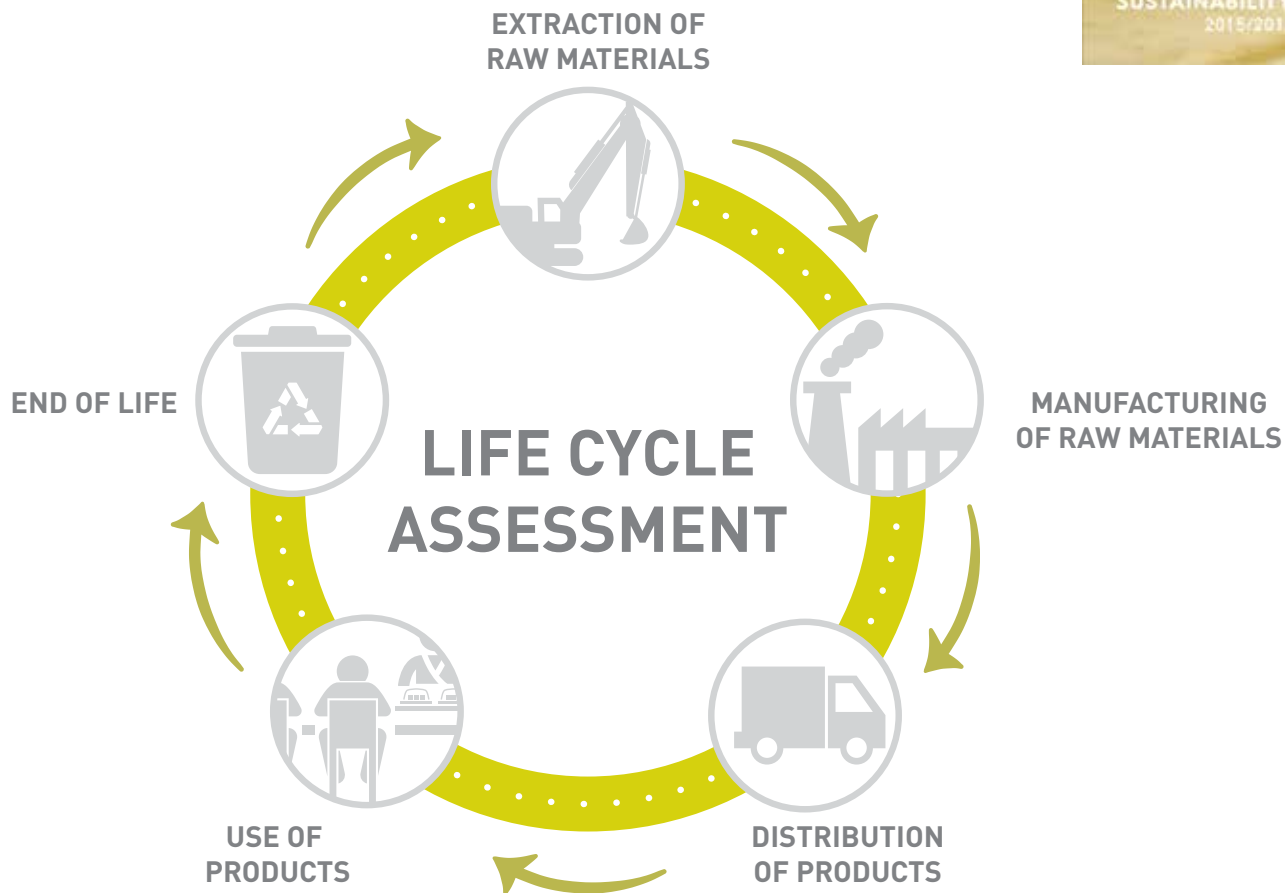 EXTRACTION OF
RAW MATERIALS
SUSTAINABILITY
END OF LIFE
LIFE CYCLE
ASSESSMENT
MANUFACTURING
OF RAW MATERIALS
USE OF
PRODUCTS
DISTRIBUTION
OF PRODUCTS